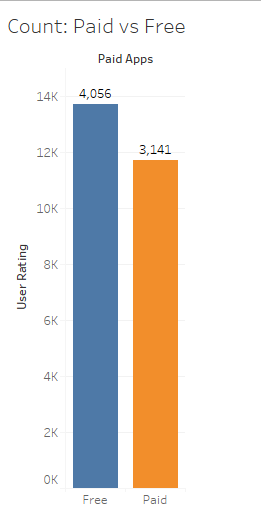 Count: Paid vs Free
Paid Apps
4,056
3,141
14K
12K
10K
8K
6K
4K
2K
0K
User Rating
Free
Paid